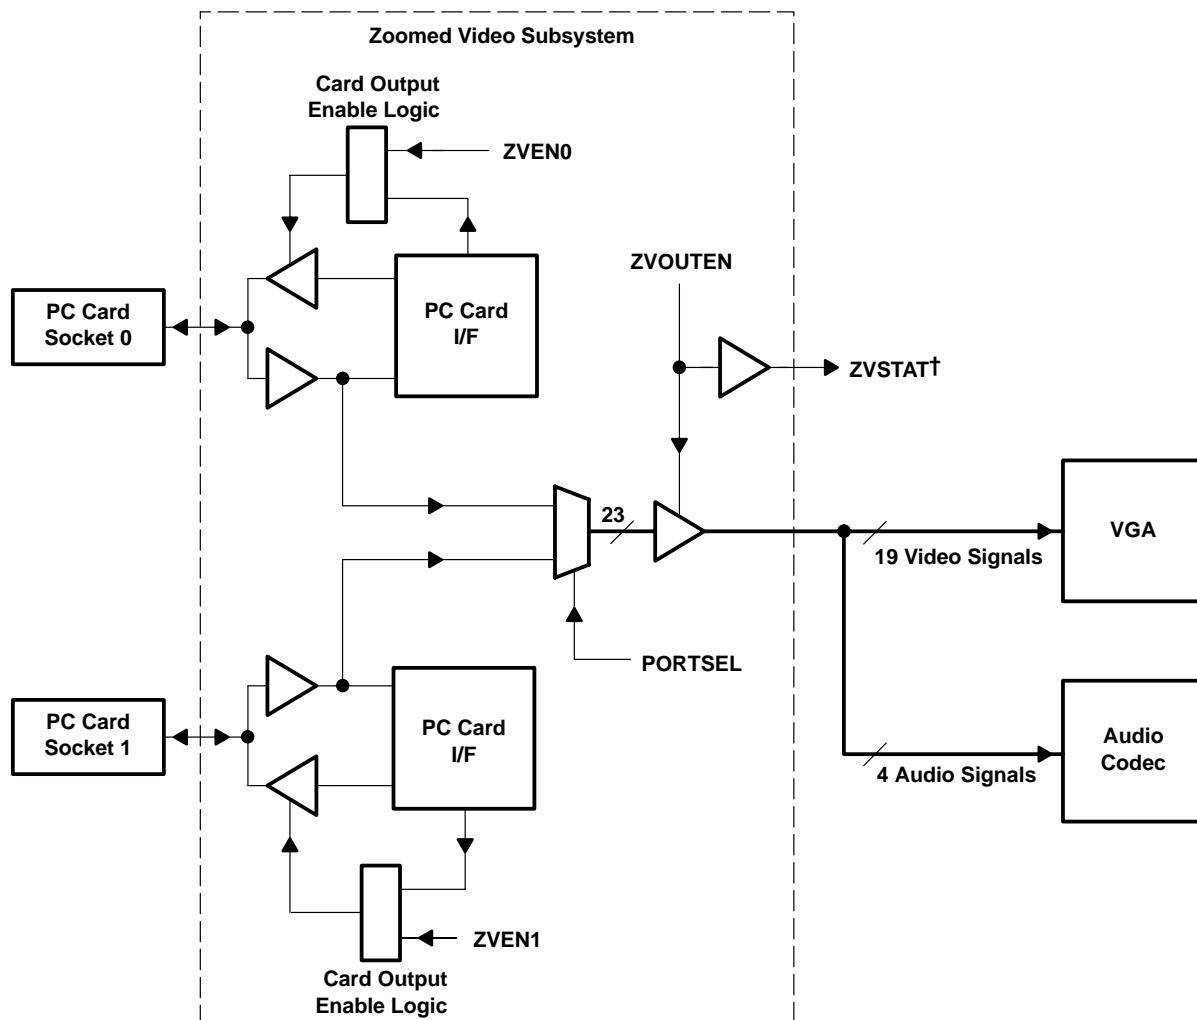 Zoomed Video Subsystem
Card Output
Enable Logic
ZVEN0
ZVOUTEN
PC Card
Socket 0
PC Card
I/F
ZVSTAT†
23
19 Video Signals
VGA
PORTSEL
PC Card
Socket 1
PC Card
I/F
Audio
Codec
4 Audio Signals
ZVEN1
Card Output
Enable Logic